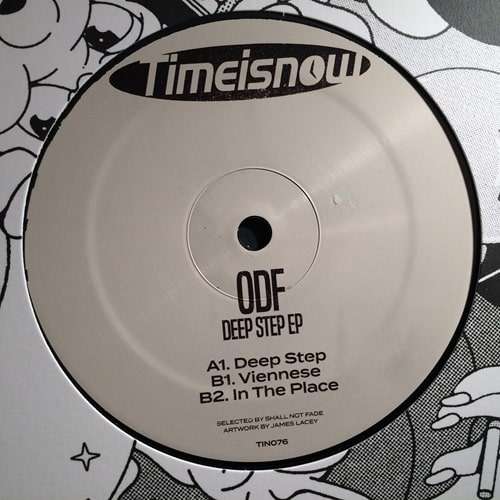 Timeisnow
ODF
DEEP STEP EP
A1. Deep Step
B1. Viennese
B2. In The Place
SELECTED BY SHALL NOT FADE
ARTWORK BY JAMES LACEY
TIN076